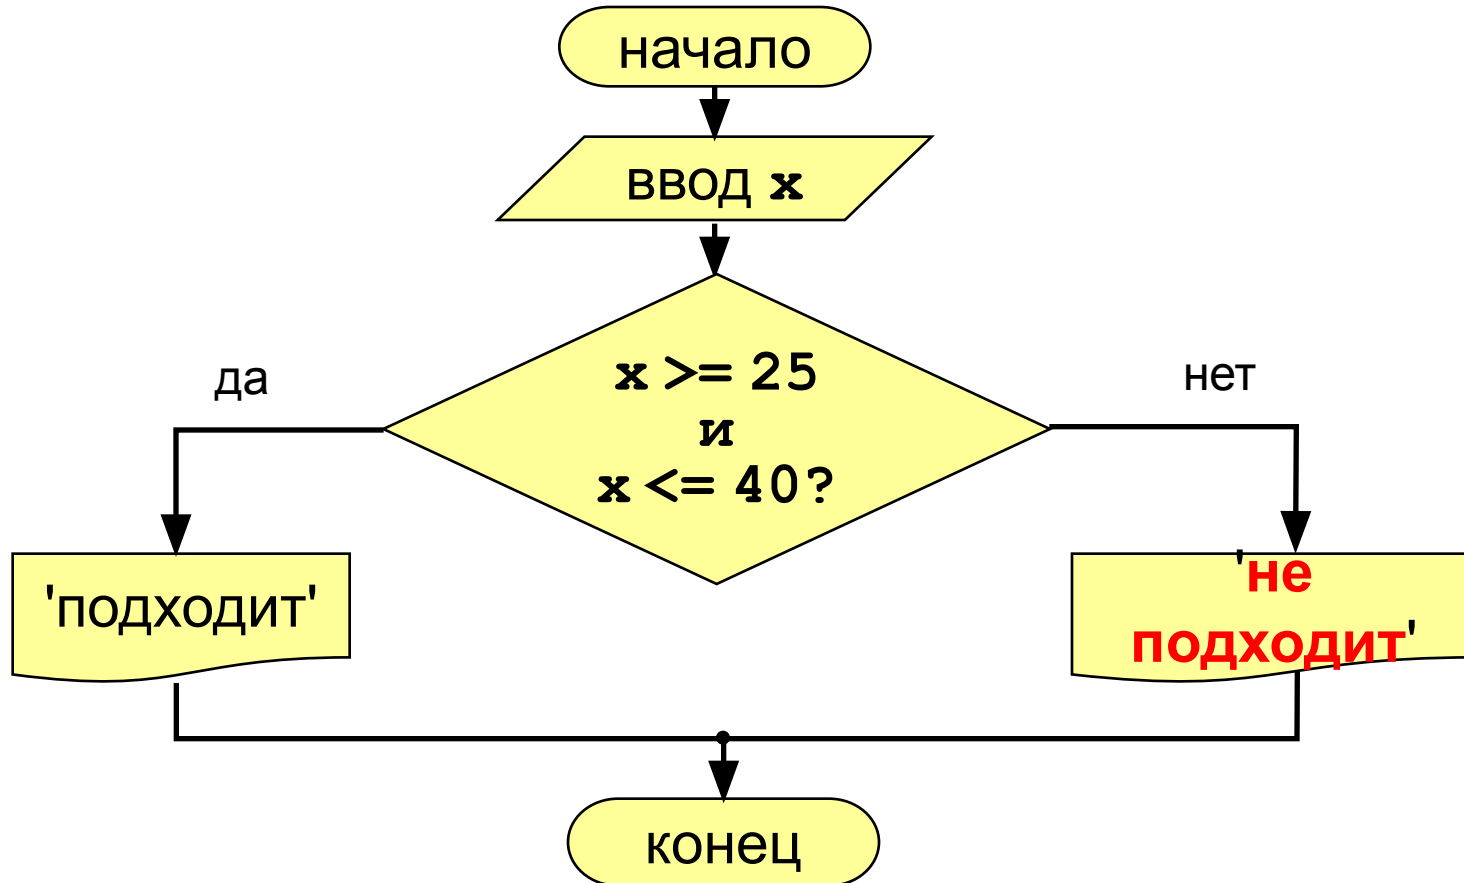 начало
ввод x
да
x >= 25
и
x <= 40?
нет
'подходит'
'не
подходит'
конец